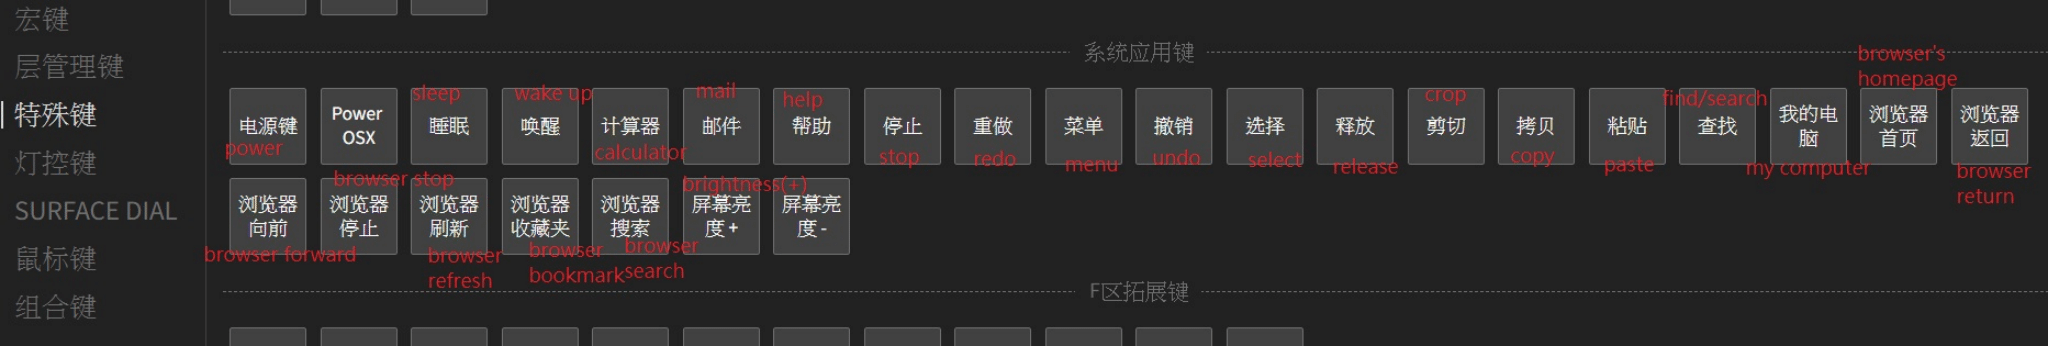 宏键
层管理键
特殊键
灯控键
SURFACE DIAL
鼠标键
组合键
系统应用键
电源键
power
Power
OSX
sleep
睡眠
wake up
唤醒
计算器
calculator
mail
邮件
help
帮助
停止
stop
重做
redo
菜单
menu
撤销
undo
选择
select
释放
release
crop
剪切
拷贝
copy
粘贴
paste
find/search
查找
我的电
脑
my computer
browser's
homepage
浏览器
首页
浏览器
返回
browser
return
浏览器
向前
browser forward
browser stop
浏览器
停止
浏览器
刷新
browser
refresh
浏览器
收藏夹
browser
bookmark
浏览器
搜索
browser
search
brightness(+)
屏幕亮
度 +
屏幕亮
度 -
F区拓展键